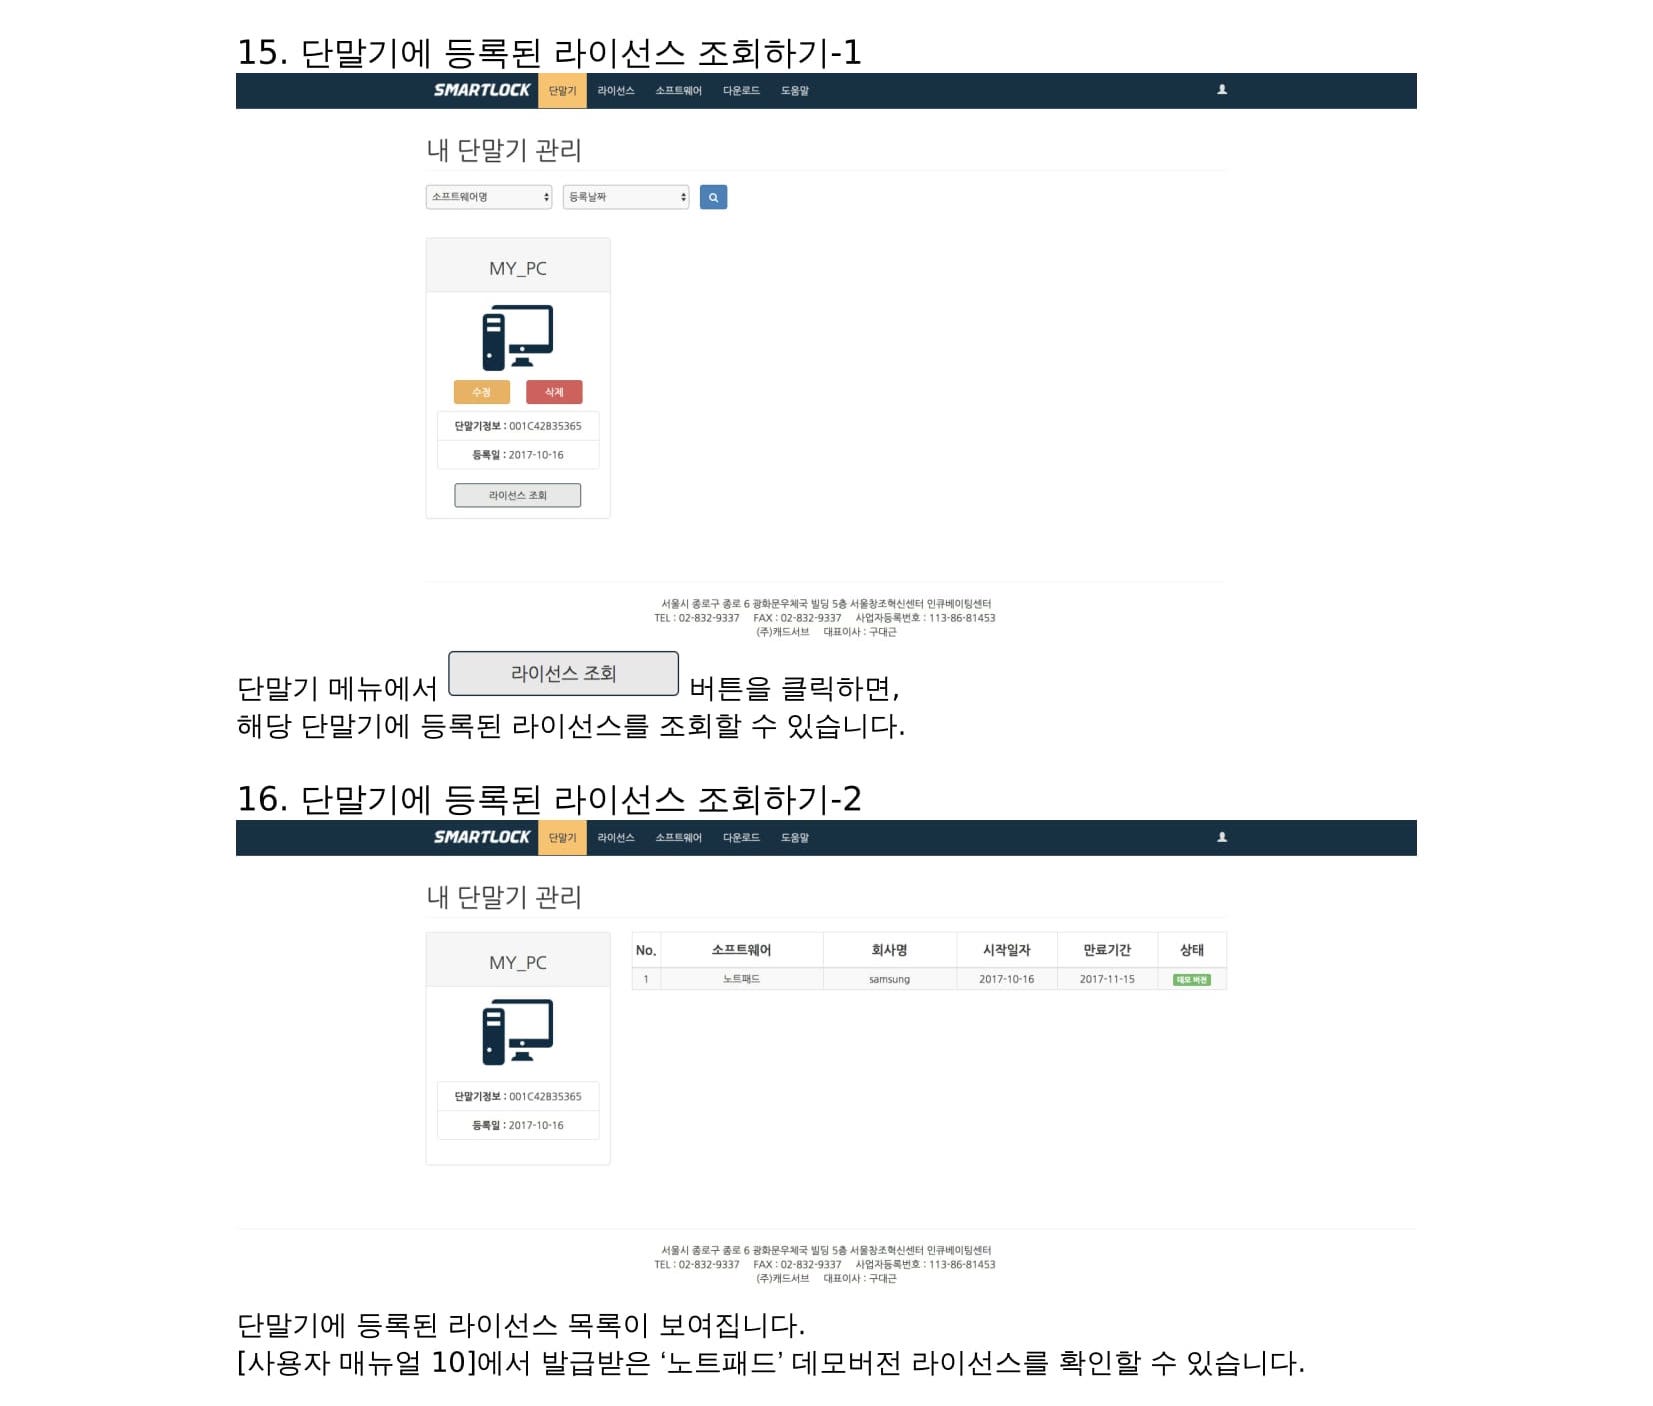 15. 단말기에 등록된 라이선스 조회하기-1
SMARTLOCK 단말기 라이선스 소프트웨어 다운로드 도움말
내 단말기 관리
소프트웨어명 등록날짜
MY_PC
수정 삭제
단말기정보 : 001C42B35365
등록일 : 2017-10-16
라이선스 조회
서울시 종로구 종로 6 광화문우체국 빌딩 5층 서울창조혁신센터 인큐베이팅센터
TEL : 02-832-9337 FAX : 02-832-9337 사업자등록번호 : 113-86-81453
(주)캐드서브 대표이사 : 구대근
단말기 메뉴에서 라이선스 조회 버튼을 클릭하면,
해당 단말기에 등록된 라이선스를 조회할 수 있습니다.
16. 단말기에 등록된 라이선스 조회하기-2
SMARTLOCK 단말기 라이선스 소프트웨어 다운로드 도움말
내 단말기 관리
MY_PC
단말기정보 : 001C42B35365
등록일 : 2017-10-16
No. 소프트웨어 회사명 시작일자 만료기간 상태
1 노트패드 samsung 2017-10-16 2017-11-15 데모 버전
서울시 종로구 종로 6 광화문우체국 빌딩 5층 서울창조혁신센터 인큐베이팅센터
TEL : 02-832-9337 FAX : 02-832-9337 사업자등록번호 : 113-86-81453
(주)캐드서브 대표이사 : 구대근
단말기에 등록된 라이선스 목록이 보여집니다.
[사용자 매뉴얼 10]에서 발급받은 ‘노트패드’ 데모버전 라이선스를 확인할 수 있습니다.